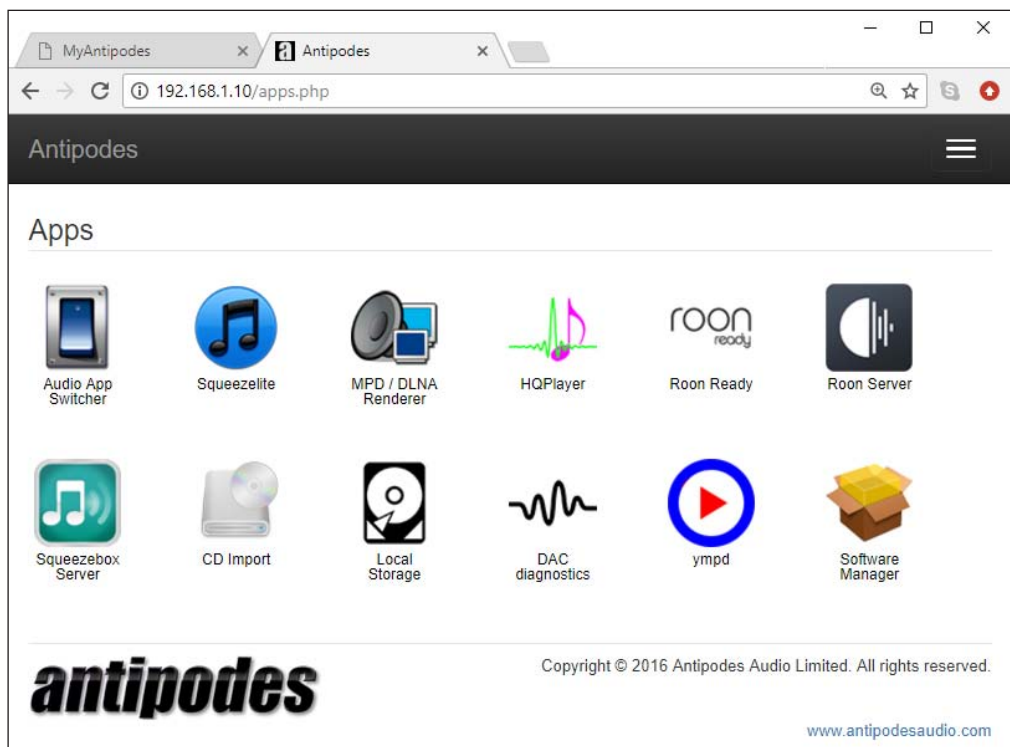 MyAntipodes
Antipodes
192.168.1.10/apps.php
Antipodes
Apps
Audio App
Switcher
Squeezelite
MPD / DLNA
Renderer
HQPlayer
roon
ready
Roon Ready
Roon Server
Squeezebox
Server
CD Import
Local
Storage
DAC
diagnostics
ympd
Software
Manager
antipodes
Copyright © 2016 Antipodes Audio Limited. All rights reserved.
www.antipodesaudio.com